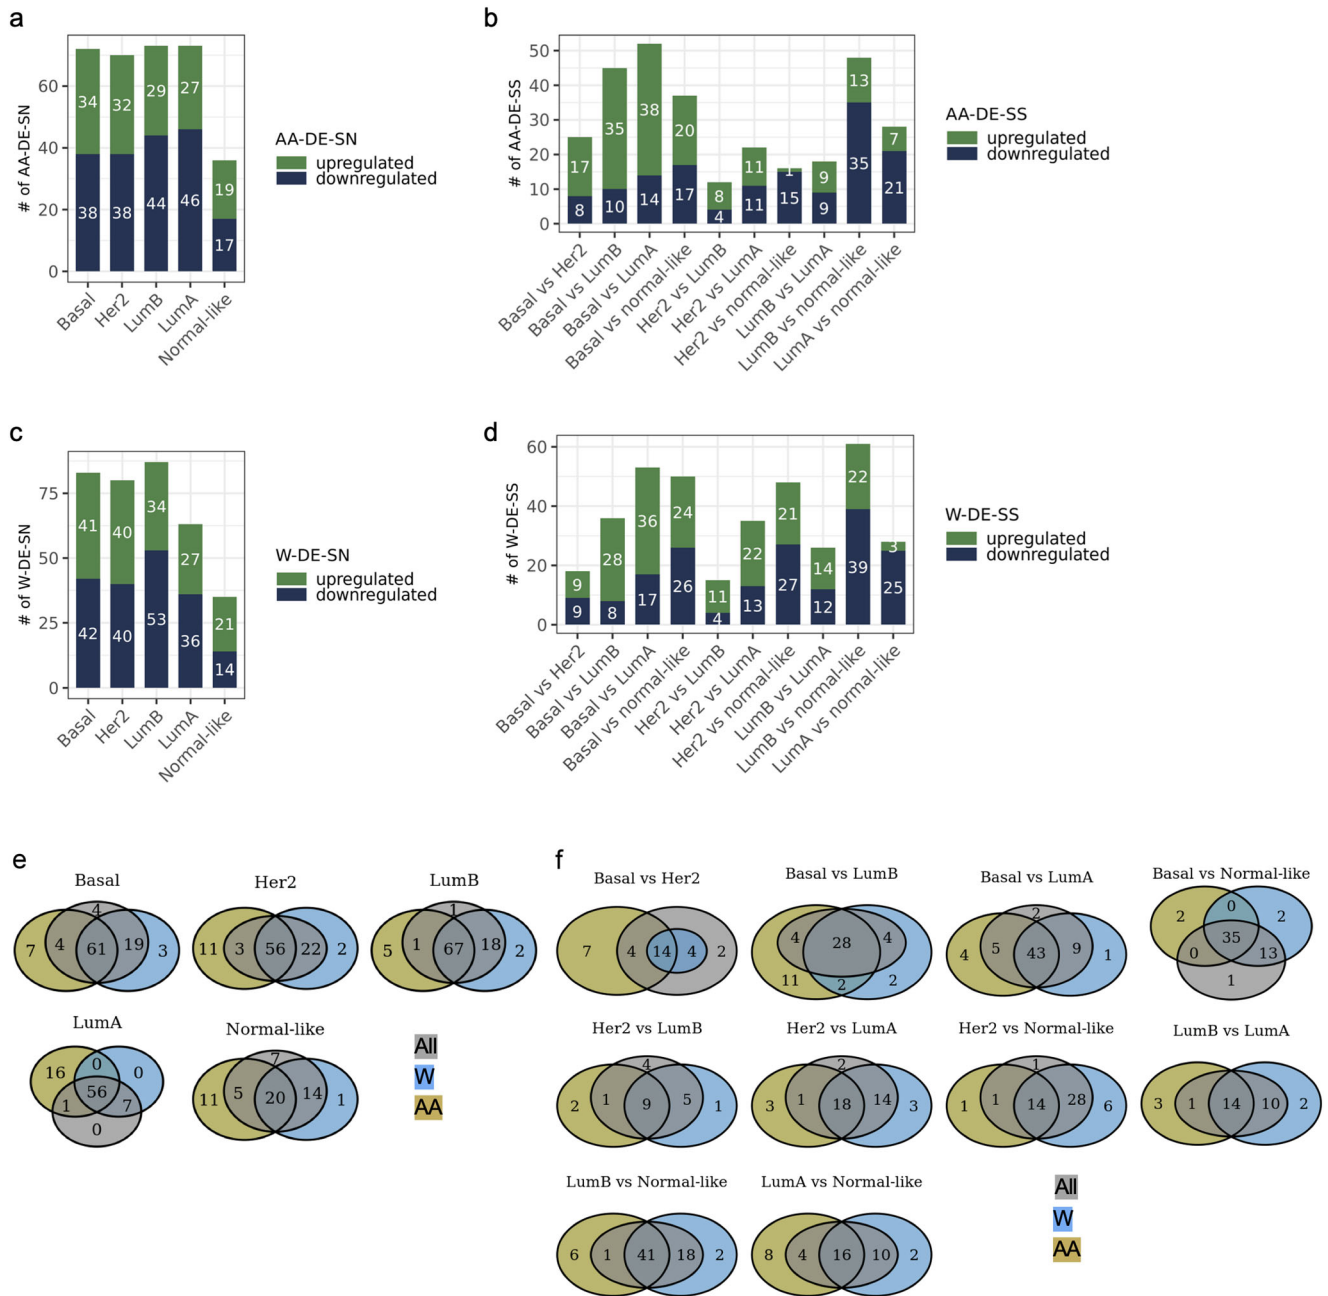 a
# of AA-DE-SN
60
40
20
0
34
32
29
27
19
38
38
44
46
17
Basal
Her2
LumB
LumA
Normal-like
AA-DE-SN
upregulated
downregulated
b
# of AA-DE-SS
50
40
30
20
10
0
17
35
38
20
8
11
1
9
13
7
8
10
14
17
4
11
15
9
35
21
Basal vs Her2
Basal vs LumB
Basal vs LumA
Basal vs normal-like
Her2 vs LumB
Her2 vs LumA
Her2 vs normal-like
LumB vs LumA
LumB vs normal-like
LumA vs normal-like
AA-DE-SS
upregulated
downregulated
c
# of W-DE-SN
75
50
25
0
41
40
34
27
21
42
40
53
36
14
Basal
Her2
LumB
LumA
Normal-like
W-DE-SN
upregulated
downregulated
d
# of W-DE-SS
60
40
20
0
9
28
36
24
11
22
21
14
22
3
9
8
17
26
4
13
27
12
39
25
Basal vs Her2
Basal vs LumB
Basal vs LumA
Basal vs normal-like
Her2 vs LumB
Her2 vs LumA
Her2 vs normal-like
LumB vs LumA
LumB vs normal-like
LumA vs normal-like
W-DE-SS
upregulated
downregulated
e
Basal
4
7 4 61 19 3
Her2
11 3 56 22 2
LumB
1
5 1 67 18 2
LumA
16 0 0
56
1 7
0
Normal-like
7
11 5 20 14 1
All
W
AA
f
Basal vs Her2
7 4 14 4 2
Basal vs LumB
4 28 4
11 2 2
Basal vs LumA
2
4 5 43 9 1
Basal vs Normal-like
2 0 2
35
0 13
1
Her2 vs LumB
4
2 1 9 5 1
Her2 vs LumA
2
3 1 18 14 3
Her2 vs Normal-like
1
1 1 14 28 6
LumB vs LumA
3 1 14 10 2
LumB vs Normal-like
6 1 41 18 2
LumA vs Normal-like
8 4 16 10 2
All
W
AA